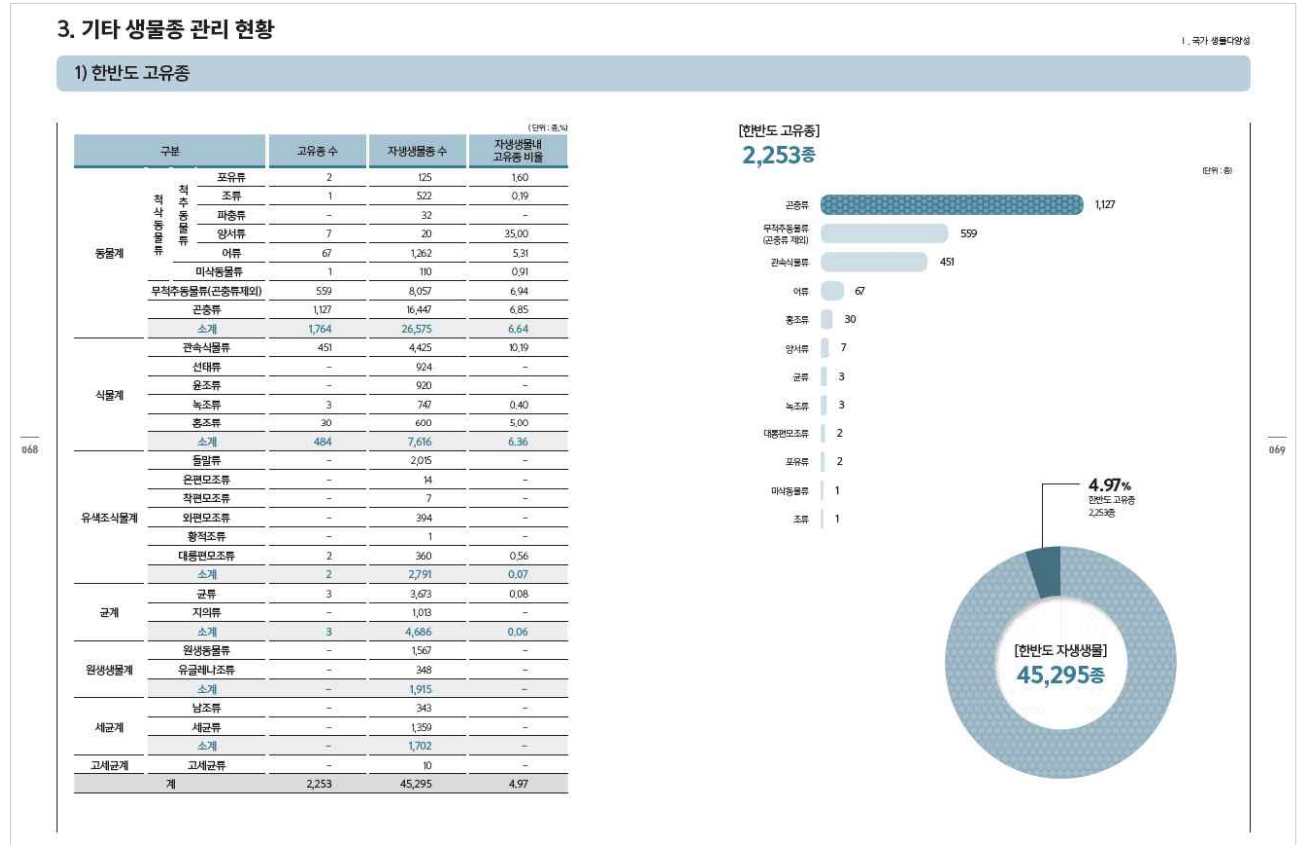 3. 기타 생물종 관리 현황
Ⅰ. 국가 생물다양성
1) 한반도 고유종
(단위 : 종,%)
구분 고유종 수 자생생물종 수 자생생물내 고유종 비율
동물계 척삭동물류 척추동물류 포유류 2 125 1.60
조류 1 522 0.19
파충류 - 32 -
양서류 7 20 35.00
어류 67 1,262 5.31
미삭동물류 1 110 0.91
무척추동물류(곤충류제외) 559 8,057 6.94
곤충류 1,127 16,447 6.85
소계 1,764 26,575 6.64
식물계 관속식물류 451 4,425 10.19
선태류 - 924 -
윤조류 - 920 -
녹조류 3 747 0.40
홍조류 30 600 5.00
소계 484 7,616 6.36
유색조식물계 돌말류 - 2,015 -
은편모조류 - 14 -
착편모조류 - 7 -
와편모조류 - 394 -
황적조류 - 1 -
대롱편모조류 2 360 0.56
소계 2 2,791 0.07
균계 균류 3 3,673 0.08
지의류 - 1,013 -
소계 3 4,686 0.06
원생생물계 원생동물류 - 1,567 -
유글레나조류 - 348 -
소계 - 1,915 -
세균계 남조류 - 343 -
세균류 - 1,359 -
소계 - 1,702 -
고세균계 고세균류 - 10 -
계 2,253 45,295 4.97
068
[한반도 고유종]
2,253종
(단위 : 종)
곤충류 1,127
무척추동물류
(곤충류 제외) 559
관속식물류 451
어류 67
홍조류 30
양서류 7
균류 3
녹조류 3
대롱편모조류 2
포유류 2
미삭동물류 1
조류 1
4.97%
한반도 고유종
2,253종
[한반도 자생생물]
45,295종
069